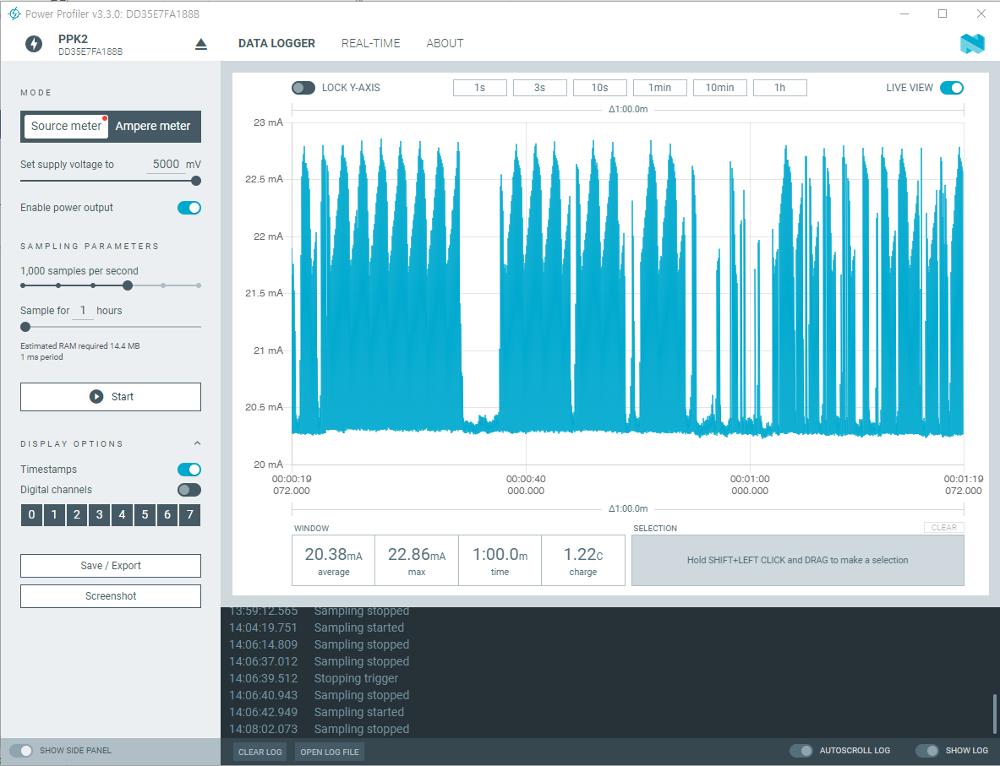 Power Profiler v3.3.0: DD35E7FA188B
PPK2
DD35E7FA188B
DATA LOGGER REAL-TIME ABOUT
MODE
Source meter Ampere meter
Set supply voltage to 5000 mV
Enable power output
SAMPLING PARAMETERS
1,000 samples per second
Sample for 1 hours
Estimated RAM required 14.4 MB
1 ms period
Start
DISPLAY OPTIONS
Timestamps
Digital channels
0 1 2 3 4 5 6 7
Save / Export
Screenshot
SHOW SIDE PANEL
LOCK Y-AXIS 1s 3s 10s 1min 10min 1h LIVE VIEW
Δ1:00.0m
23 mA
22.5 mA
22 mA
21.5 mA
21 mA
20.5 mA
20 mA
00:00:19 00:00:40 00:01:00 00:01:19
072.000 000.000 000.000 072.000
Δ1:00.0m
WINDOW SELECTION CLEAR
20.38mA 22.86mA 1:00.0m 1.22C
average max time charge
Hold SHIFT+LEFT CLICK and DRAG to make a selection
13:59:12.565 Sampling stopped
14:04:19.751 Sampling started
14:06:14.809 Sampling stopped
14:06:37.012 Sampling stopped
14:06:39.512 Stopping trigger
14:06:40.943 Sampling stopped
14:06:42.949 Sampling started
14:08:02.073 Sampling stopped
CLEAR LOG OPEN LOG FILE AUTOSCROLL LOG SHOW LOG